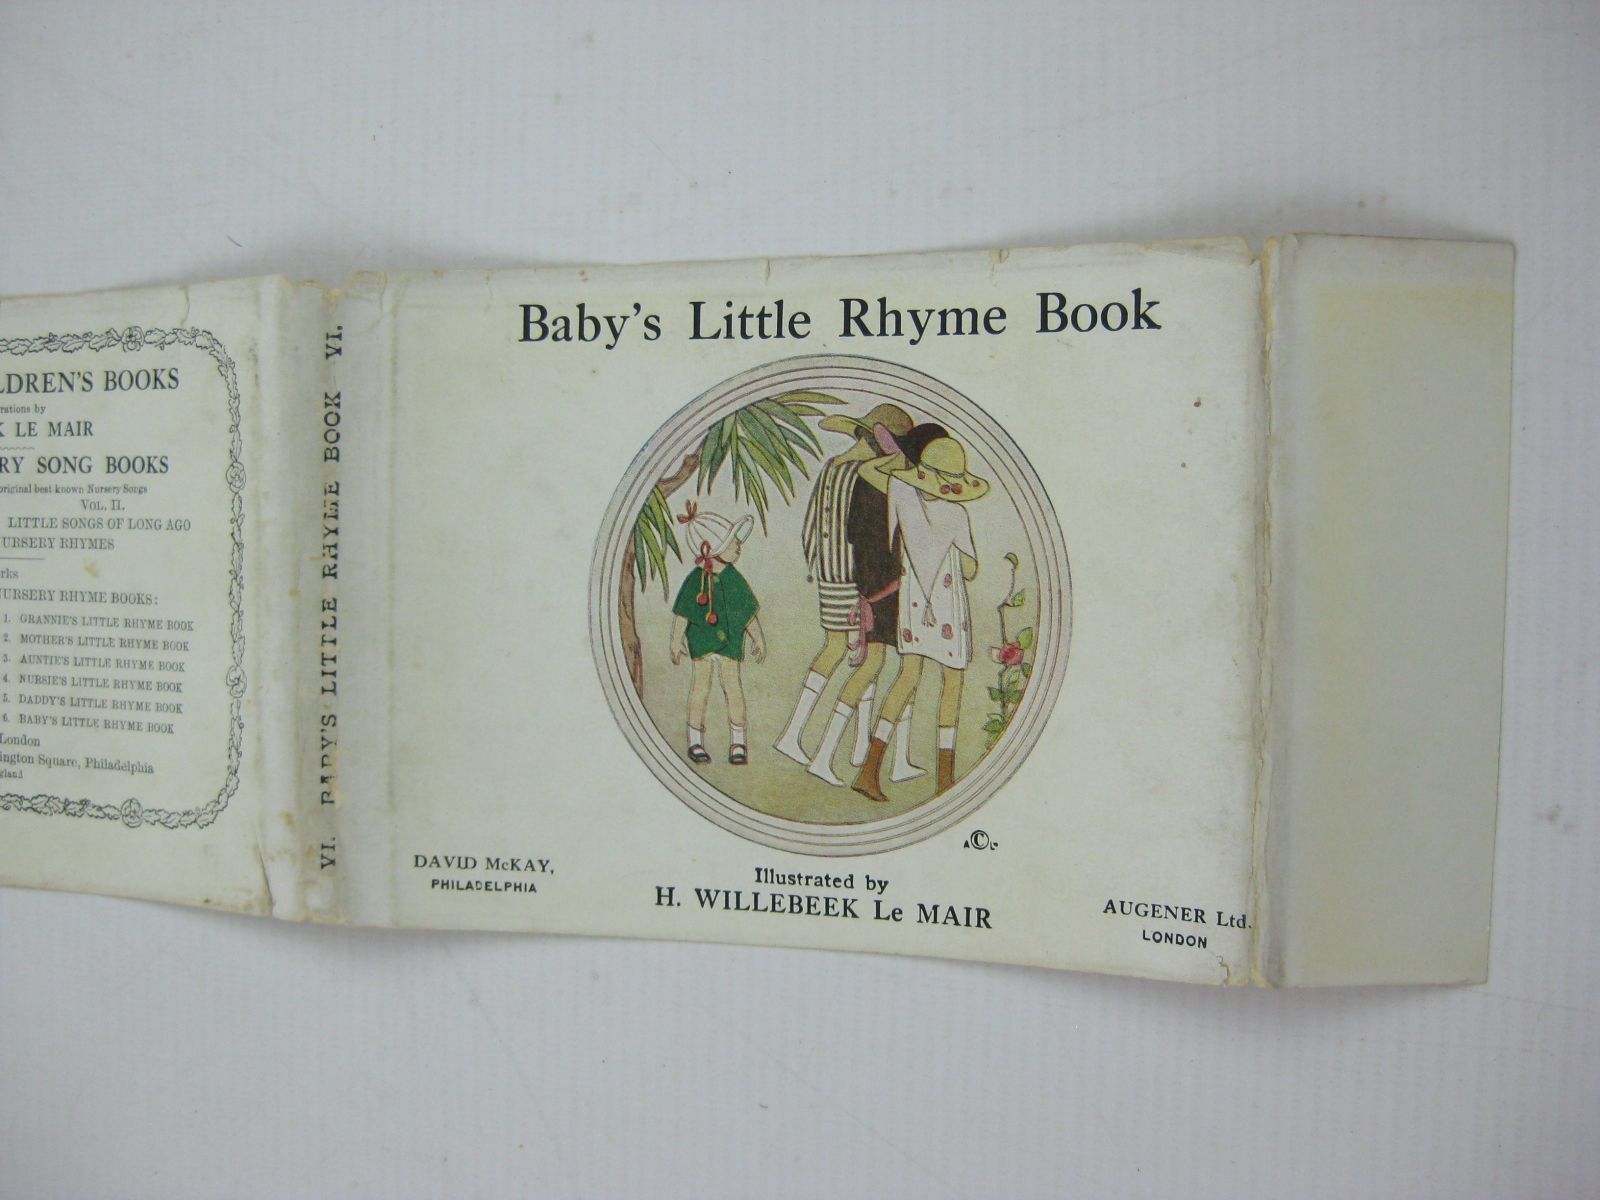 LDREN'S BOOKS
rations by
K LE MAIR
RY SONG BOOKS
original best known Nursery Songs
VOL. II.
LITTLE SONGS OF LONG AGO
NURSERY RHYMES
rks
NURSERY RHYME BOOKS:
1. GRANNIE'S LITTLE RHYME BOOK
2. MOTHER'S LITTLE RHYME BOOK
3. AUNTIE'S LITTLE RHYME BOOK
4. NURSIE'S LITTLE RHYME BOOK
5. DADDY'S LITTLE RHYME BOOK
6. BABY'S LITTLE RHYME BOOK
London
ington Square, Philadelphia
gland
VI. BABY'S LITTLE RHYME BOOK VI.
Baby's Little Rhyme Book
A©L
DAVID McKAY,
PHILADELPHIA
Illustrated by
H. WILLEBEEK Le MAIR
AUGENER Ltd.
LONDON